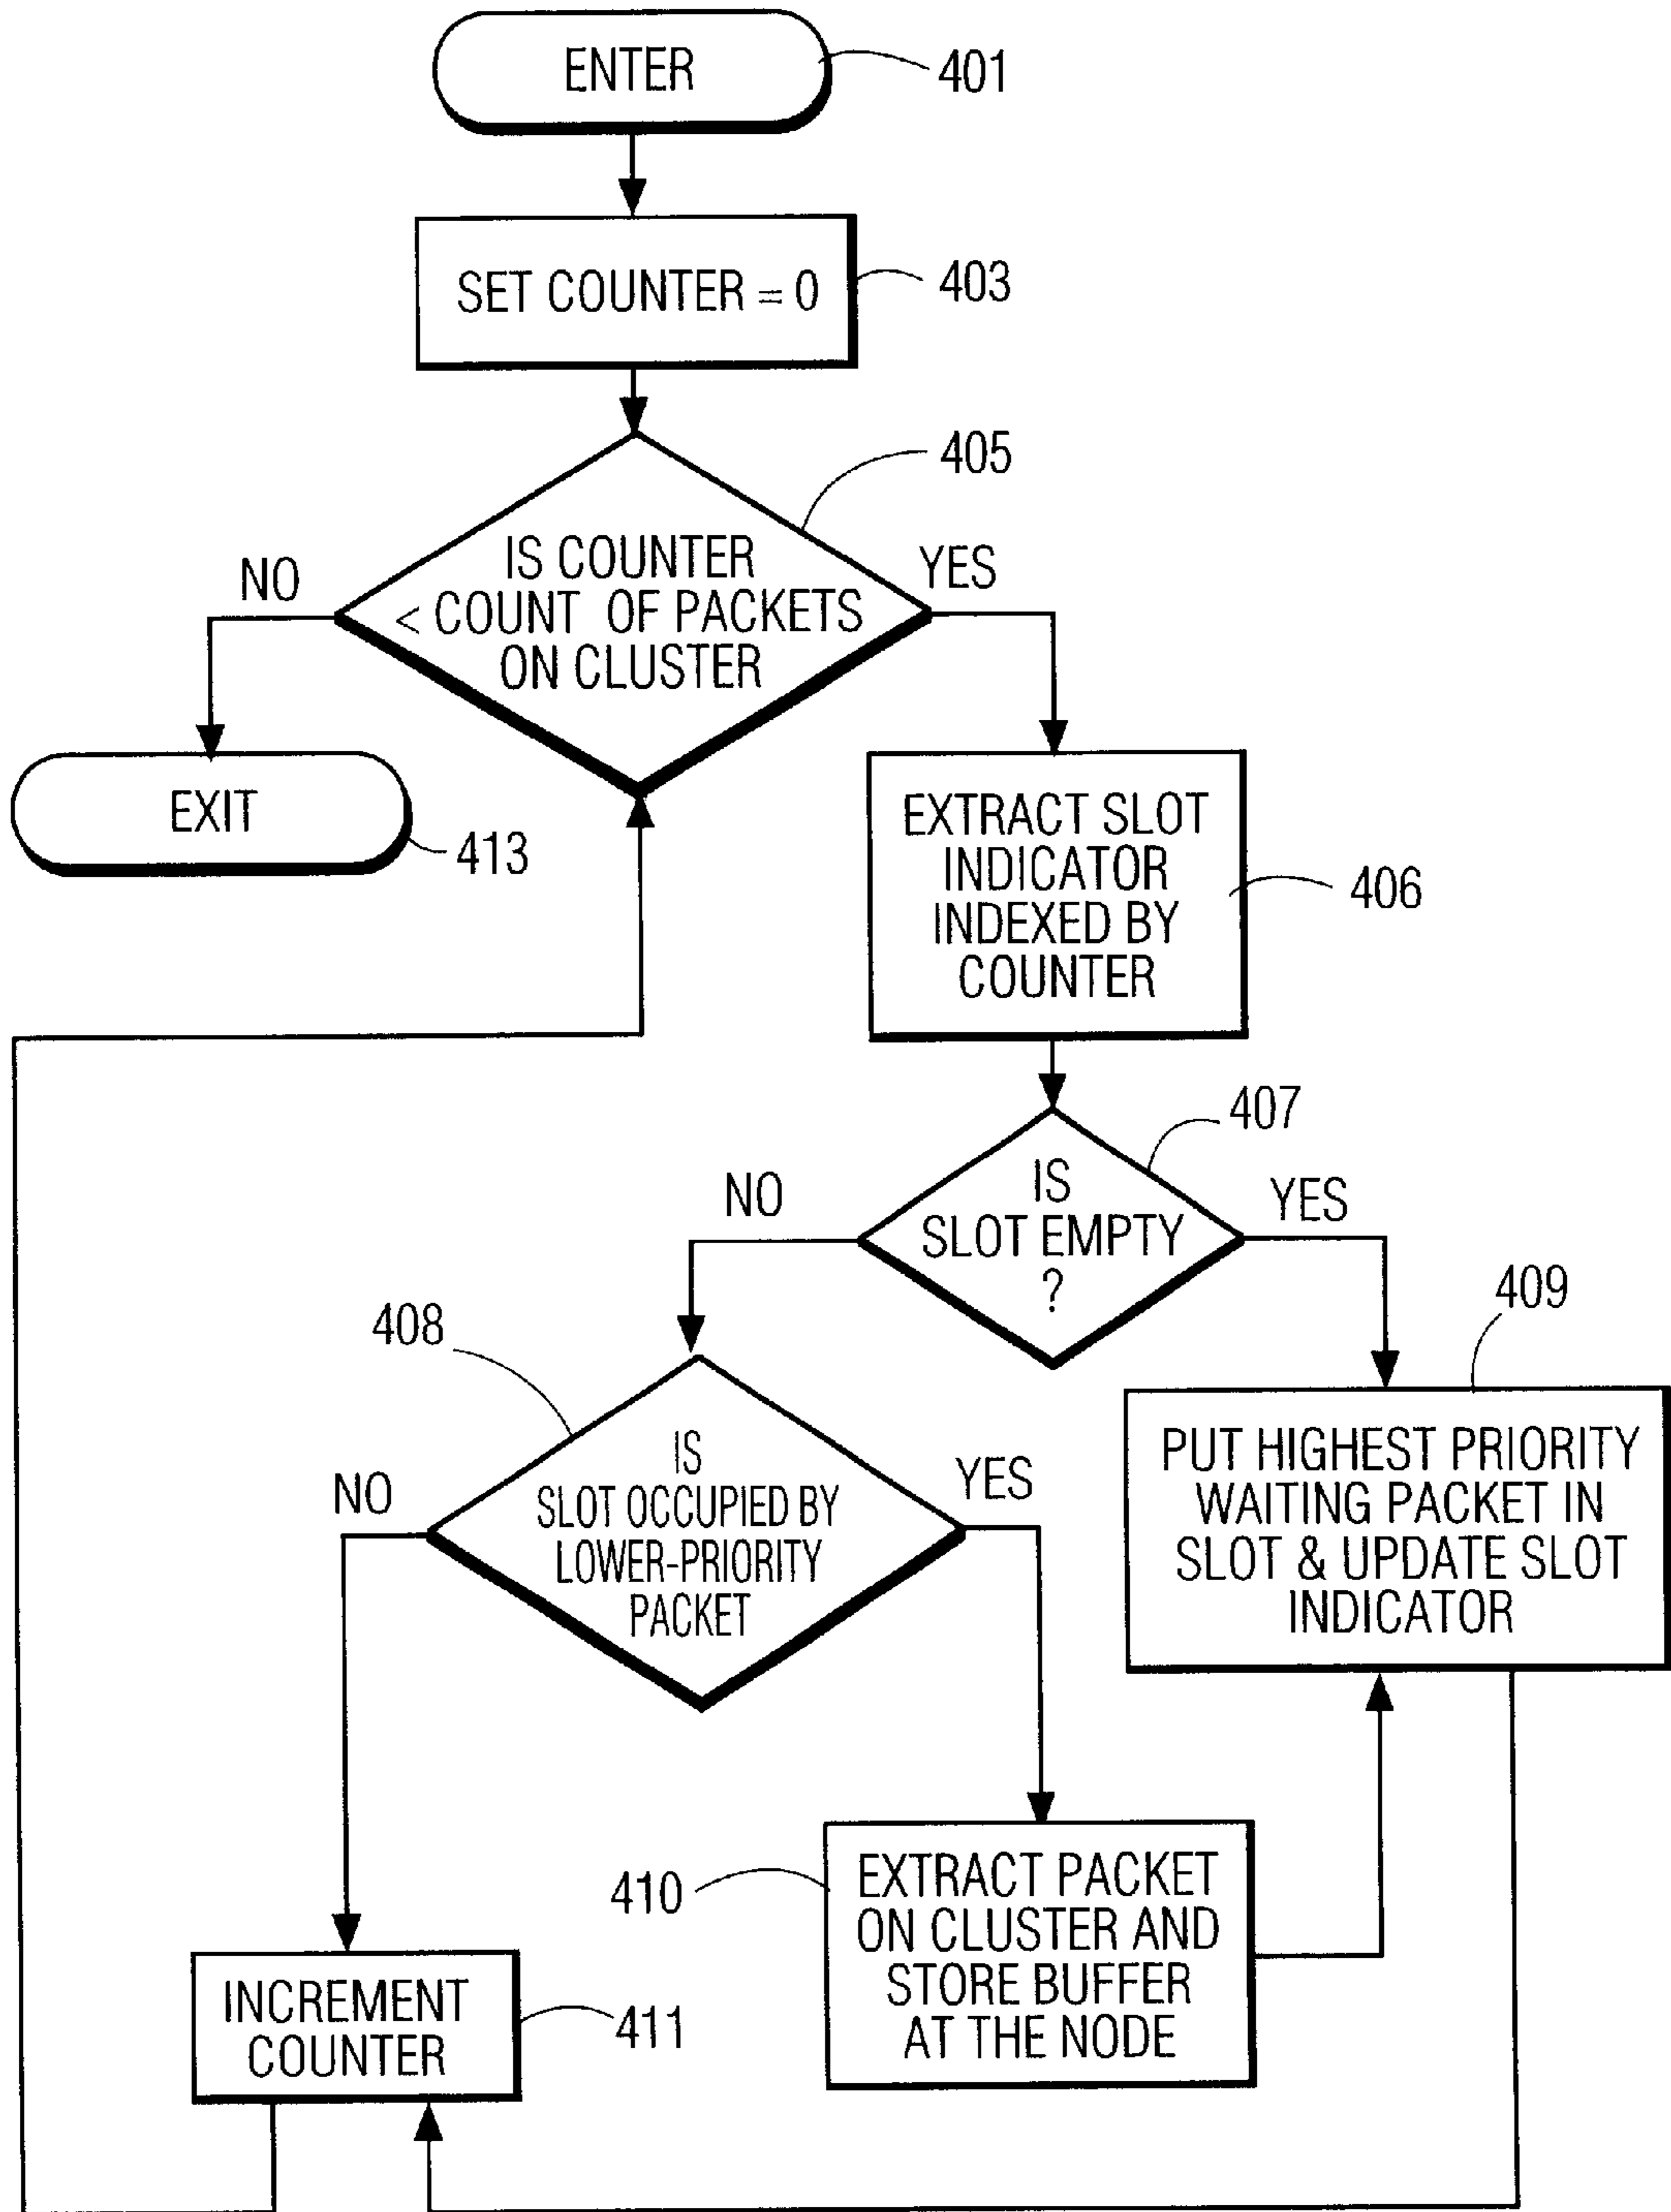 ENTER
401
SET COUNTER = 0
403
405
IS COUNTER
< COUNT OF PACKETS
ON CLUSTER
NO
YES
EXIT
413
EXTRACT SLOT
INDICATOR
INDEXED BY
COUNTER
406
407
IS
SLOT EMPTY
?
NO
YES
408
409
IS
SLOT OCCUPIED BY
LOWER-PRIORITY
PACKET
NO
YES
PUT HIGHEST PRIORITY
WAITING PACKET IN
SLOT & UPDATE SLOT
INDICATOR
410
EXTRACT PACKET
ON CLUSTER AND
STORE BUFFER
AT THE NODE
INCREMENT
COUNTER
411